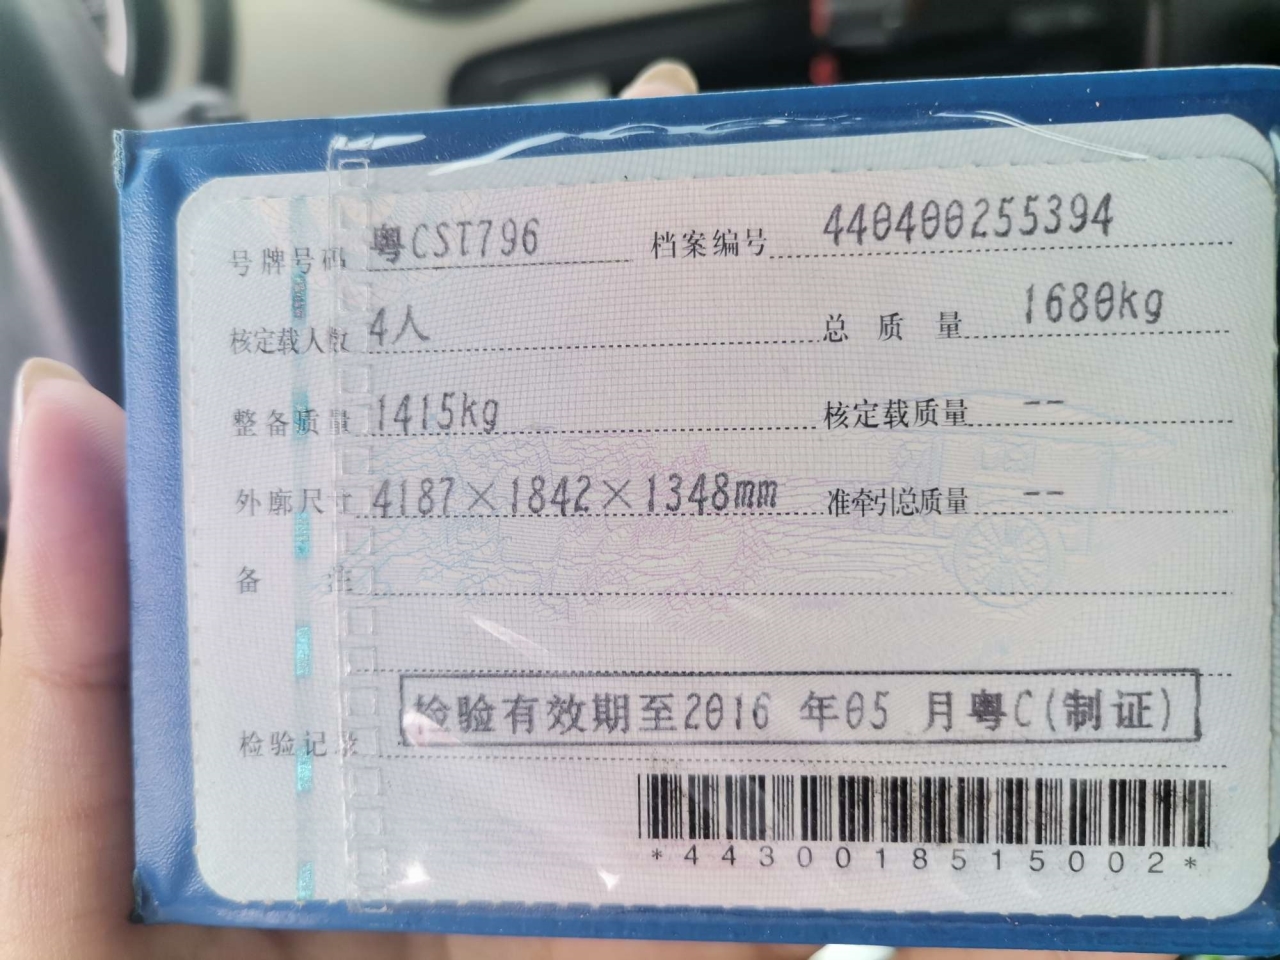 号牌号码 粤CST796 档案编号 440400255394
核定载人数 4人 总质量 1680kg
整备质量 1415kg 核定载质量 --
外廓尺寸 4187×1842×1348mm 准牵引总质量 --
备注
检验记录 检验有效期至2016 年05 月粤C(制证)
*4430018515002*